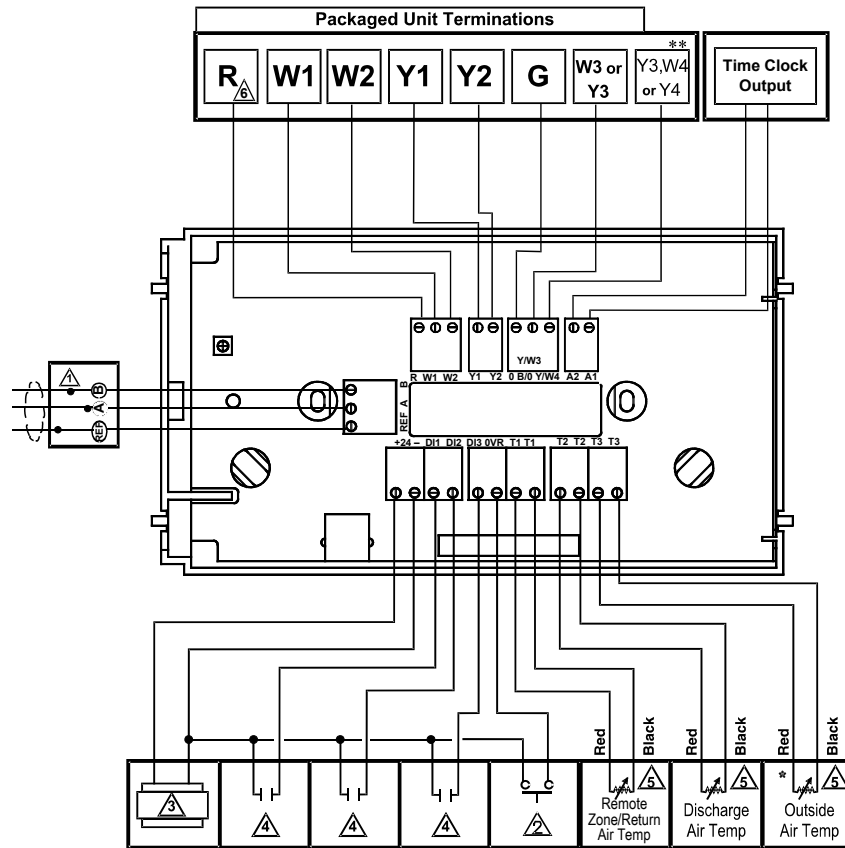 Packaged Unit Terminations
R
6
W1
W2
Y1
Y2
G
W3 or
Y3
**
Y3,W4
or Y4
Time Clock
Output
Y/W3
R W1 W2 Y1 Y2 0 B/0 Y/W4 A2 A1
1
B
A
REF
REF A B
+24 – DI1 DI2 DI3 0VR T1 T1 T2 T2 T3 T3
Red
Black
Red
Black
Red
Black
3
4
4
4
2
5
Remote
Zone/Return
Air Temp
5
Discharge
Air Temp
*
5
Outside
Air Temp